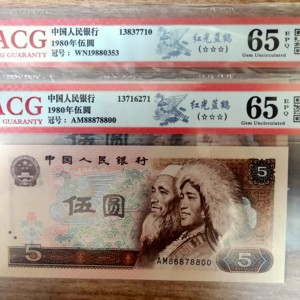 ACG
GUARANTY
中国人民银行 13837710
1980年伍圆
冠号：WN19880353
红光蓝鹤
(☆☆☆)
65 EPQ
Gem Uncirculated
ACG
GUARANTY
中国人民银行 13716271
1980年伍圆
冠号：AM88878800
红光蓝鹤
(☆☆☆)
65 EPQ
Gem Uncirculated
中国人民银行
5
伍圆
5
AM88878800